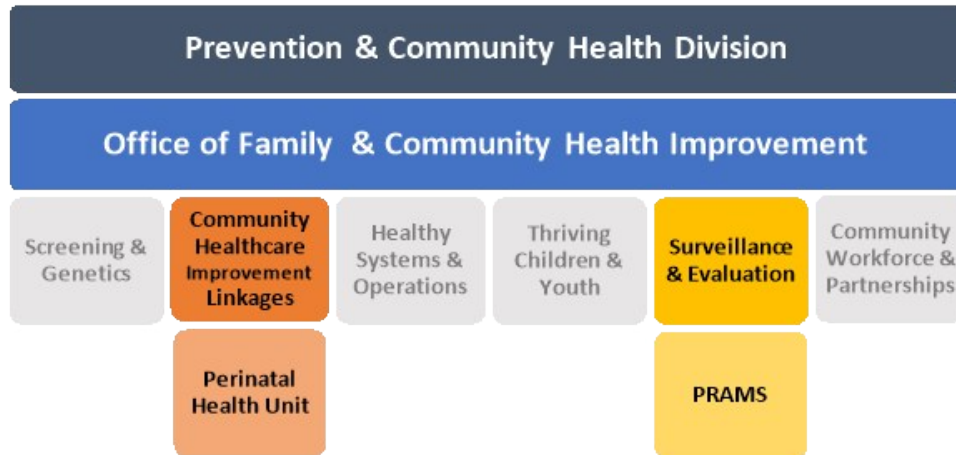 Prevention & Community Health Division
Office of Family & Community Health Improvement
Screening &
Genetics
Community
Healthcare
Improvement
Linkages
Healthy
Systems &
Operations
Thriving
Children &
Youth
Surveillance
& Evaluation
Community
Workforce &
Partnerships
Perinatal
Health Unit
PRAMS